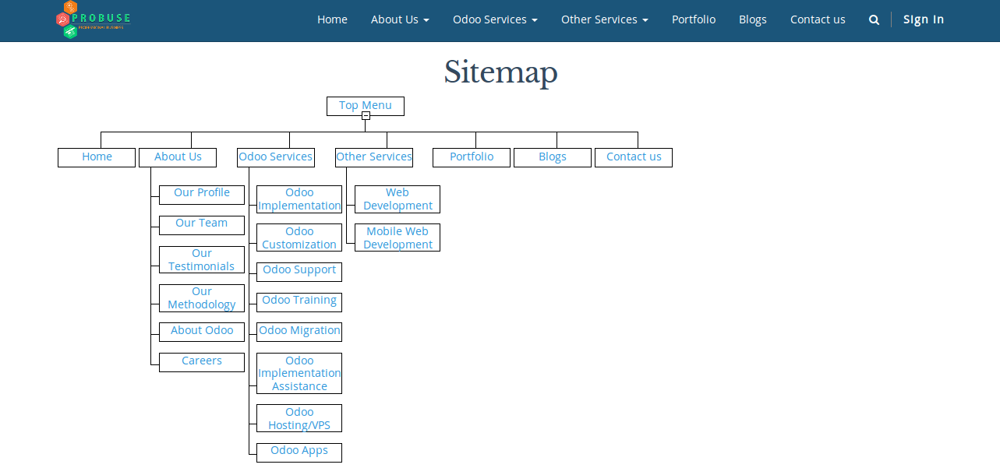 PROBUSE
PROFESSIONAL BUSINESS
Home About Us Odoo Services Other Services Portfolio Blogs Contact us Sign In
Sitemap
Top Menu
Home About Us Odoo Services Other Services Portfolio Blogs Contact us
Our Profile
Our Team
Our
Testimonials
Our
Methodology
About Odoo
Careers
Odoo
Implementation
Odoo
Customization
Odoo Support
Odoo Training
Odoo Migration
Odoo
Implementation
Assistance
Odoo
Hosting/VPS
Odoo Apps
Web
Development
Mobile Web
Development